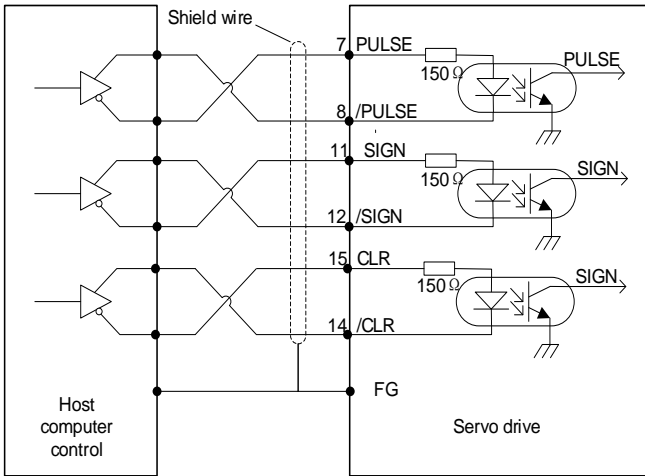 Shield wire
7 PULSE
150Ω
PULSE
8 /PULSE
11 SIGN
150Ω
SIGN
12 /SIGN
15 CLR
150Ω
SIGN
14 /CLR
FG
Host
computer
control
Servo drive